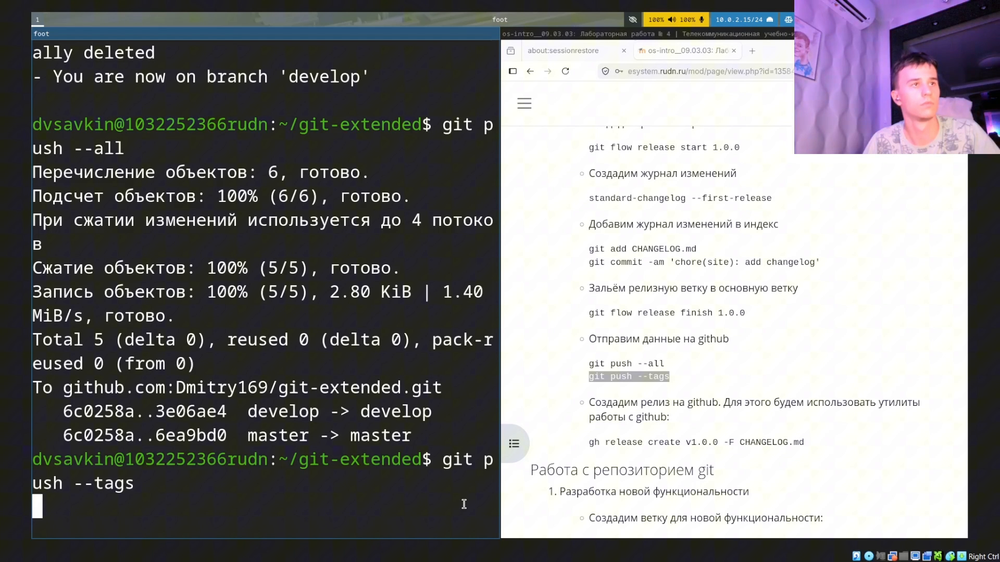 1
foot
100% 100%
10.0.2.15/24
foot
ally deleted
- You are now on branch 'develop'
dvsavkin@1032252366rudn:~/git-extended$ git p
ush --all
Перечисление объектов: 6, готово.
Подсчет объектов: 100% (6/6), готово.
При сжатии изменений используется до 4 потоко
в
Сжатие объектов: 100% (5/5), готово.
Запись объектов: 100% (5/5), 2.80 KiB | 1.40
MiB/s, готово.
Total 5 (delta 0), reused 0 (delta 0), pack-r
eused 0 (from 0)
To github.com:Dmitry169/git-extended.git
6c0258a..3e06ae4  develop -> develop
6c0258a..6ea9bd0  master -> master
dvsavkin@1032252366rudn:~/git-extended$ git p
ush --tags
os-intro__09.03.03: Лабораторная работа № 4 | Телекоммуникационная учебно-и
about:sessionrestore
os-intro__09.03.03: Лаб
esystem.rudn.ru/mod/page/view.php?id=1358
git flow release start 1.0.0
Создадим журнал изменений
standard-changelog --first-release
Добавим журнал изменений в индекс
git add CHANGELOG.md
git commit -am 'chore(site): add changelog'
Зальём релизную ветку в основную ветку
git flow release finish 1.0.0
Отправим данные на github
git push --all
git push --tags
Создадим релиз на github. Для этого будем использовать утилиты
работы с github:
gh release create v1.0.0 -F CHANGELOG.md
Работа с репозиторием git
1. Разработка новой функциональности
Создадим ветку для новой функциональности:
Right Ctrl